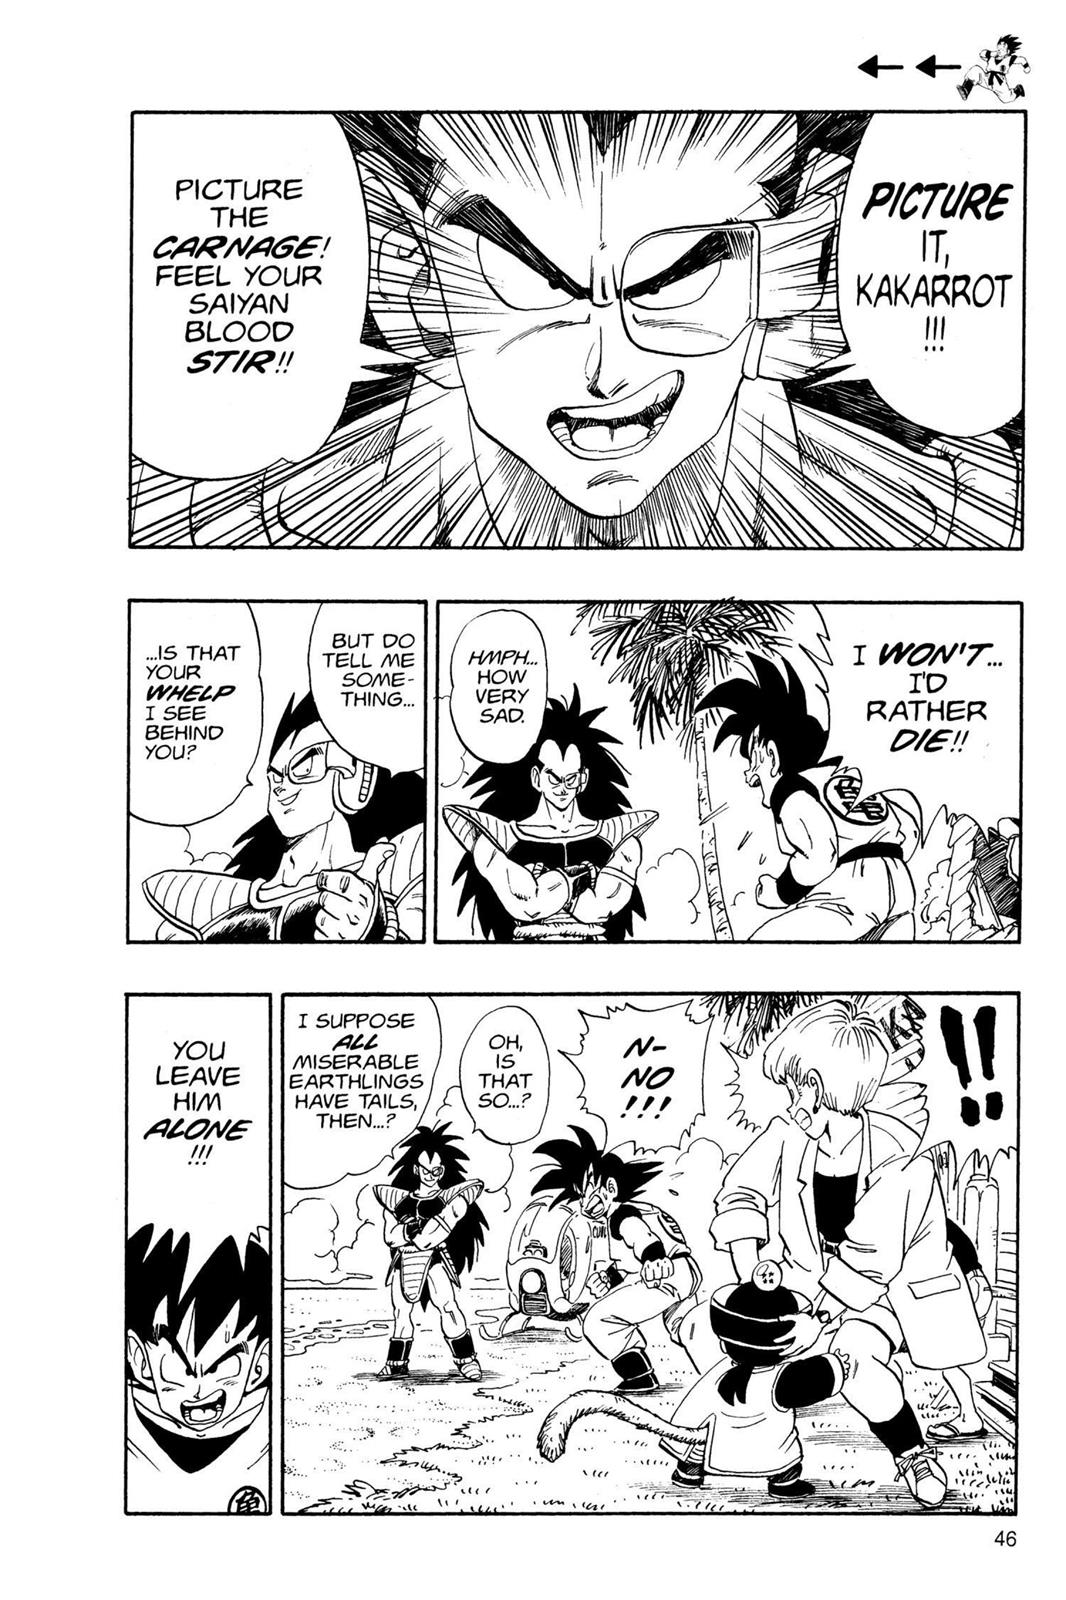 PICTURE
IT,
KAKARROT
!!!
PICTURE
THE
CARNAGE!
FEEL YOUR
SAIYAN
BLOOD
STIR!!
I WON'T...
I'D
RATHER
DIE!!
HMPH...
HOW
VERY
SAD.
BUT DO
TELL ME
SOME-
THING...
...IS THAT
YOUR
WHELP
I SEE
BEHIND
YOU?
!!
N-
NO
!!!
OH,
IS
THAT
SO...?
I SUPPOSE
ALL
MISERABLE
EARTHLINGS
HAVE TAILS,
THEN...?
YOU
LEAVE
HIM
ALONE
!!!
亀
46